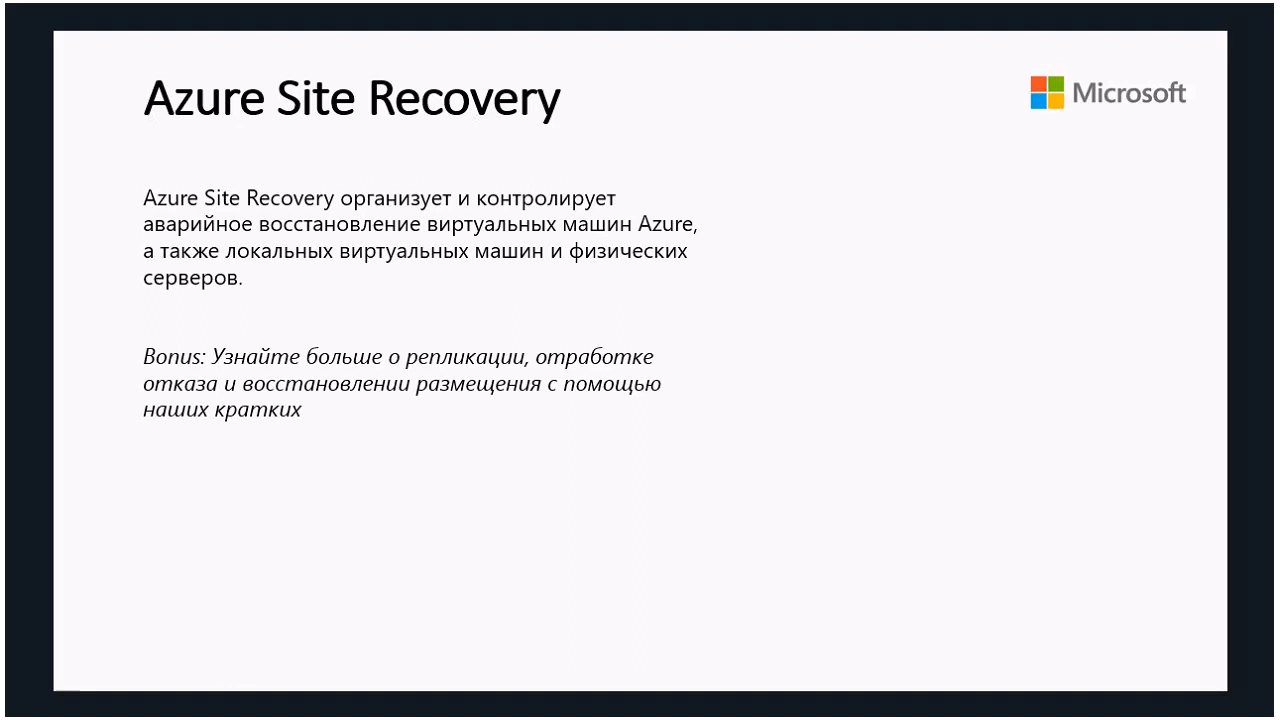 Azure Site Recovery
Microsoft
Azure Site Recovery организует и контролирует
аварийное восстановление виртуальных машин Azure,
а также локальных виртуальных машин и физических
серверов.
Bonus: Узнайте больше о репликации, отработке
отказа и восстановлении размещения с помощью
наших кратких